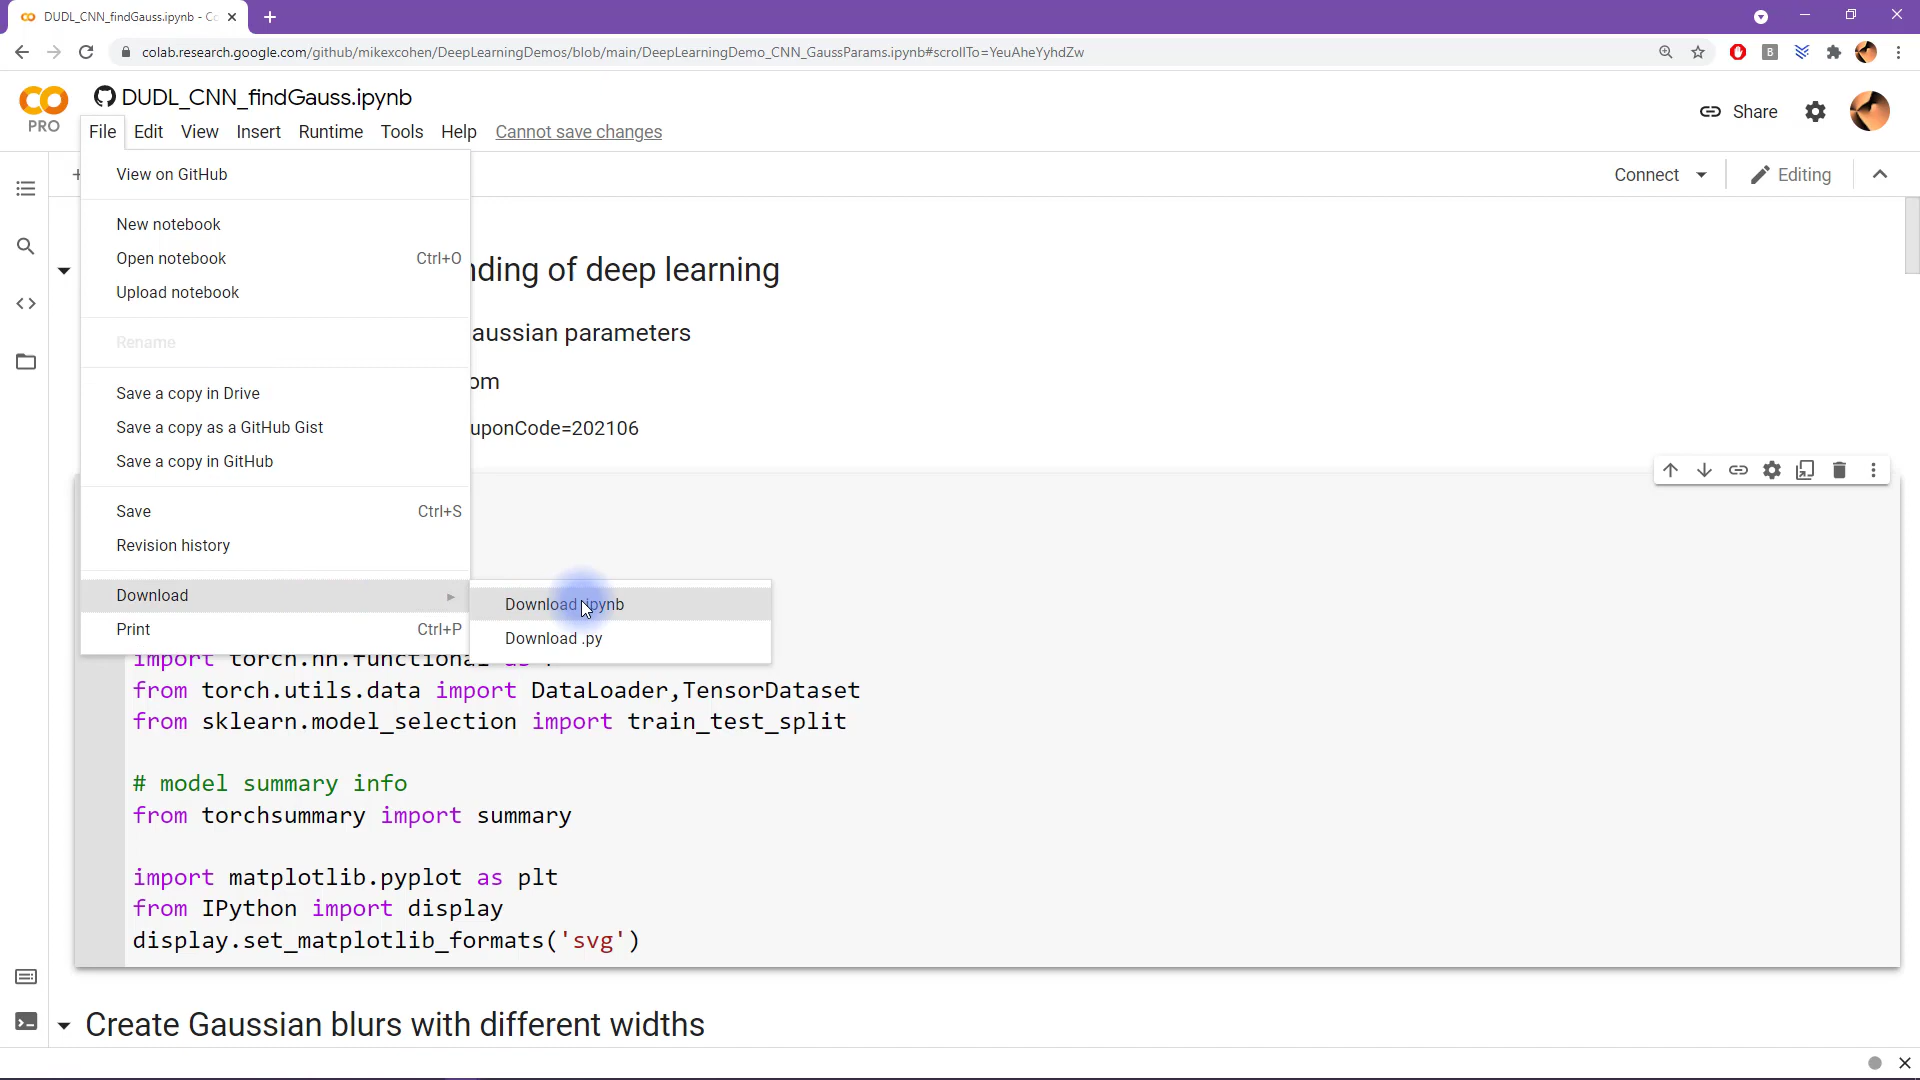 DUDL_CNN_findGauss.ipynb - Co
colab.research.google.com/github/mikexcohen/DeepLearningDemos/blob/main/DeepLearningDemo_CNN_GaussParams.ipynb#scrollTo=YeuAheYyhdZw
PRO
DUDL_CNN_findGauss.ipynb
File Edit View Insert Runtime Tools Help Cannot save changes
Share
Connect
Editing
View on GitHub
New notebook
Open notebook Ctrl+O
Upload notebook
Rename
Save a copy in Drive
Save a copy as a GitHub Gist
Save a copy in GitHub
Save Ctrl+S
Revision history
Download
Print Ctrl+P
Download .ipynb
Download .py
nding of deep learning
aussian parameters
om
uponCode=202106
import torch.nn.functional as
from torch.utils.data import DataLoader,TensorDataset
from sklearn.model_selection import train_test_split
# model summary info
from torchsummary import summary
import matplotlib.pyplot as plt
from IPython import display
display.set_matplotlib_formats('svg')
Create Gaussian blurs with different widths